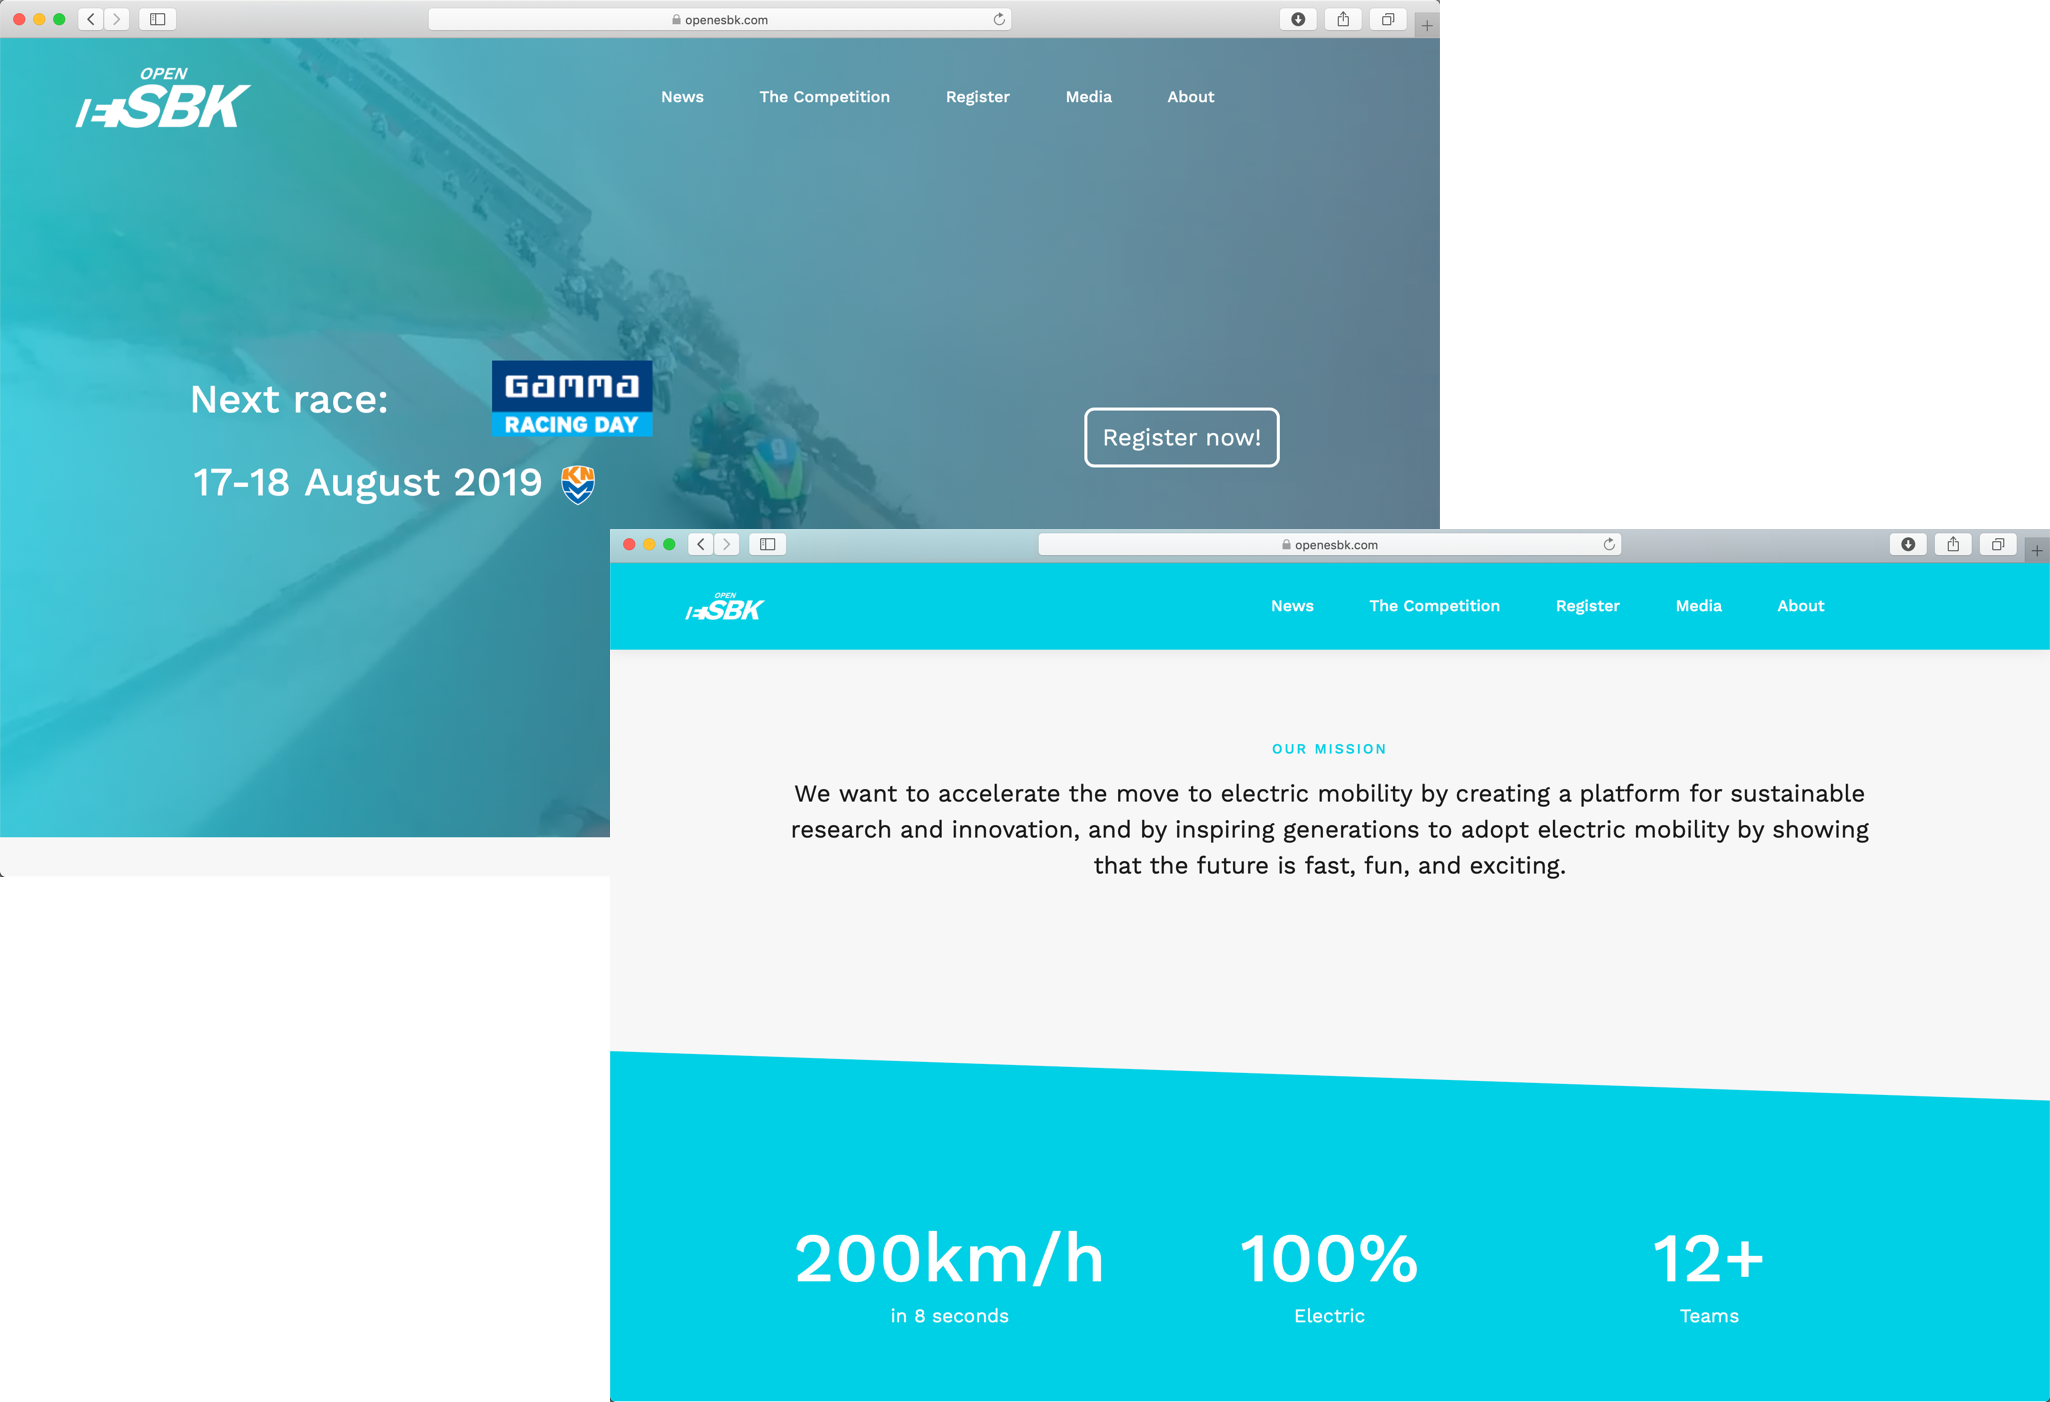 openesbk.com
OPEN
SBK
News The Competition Register Media About
Next race:
GAMMA
RACING DAY
Register now!
17-18 August 2019
KN
9
openesbk.com
OPEN
SBK
News The Competition Register Media About
OUR MISSION
We want to accelerate the move to electric mobility by creating a platform for sustainable
research and innovation, and by inspiring generations to adopt electric mobility by showing
that the future is fast, fun, and exciting.
200km/h 100% 12+
in 8 seconds Electric Teams